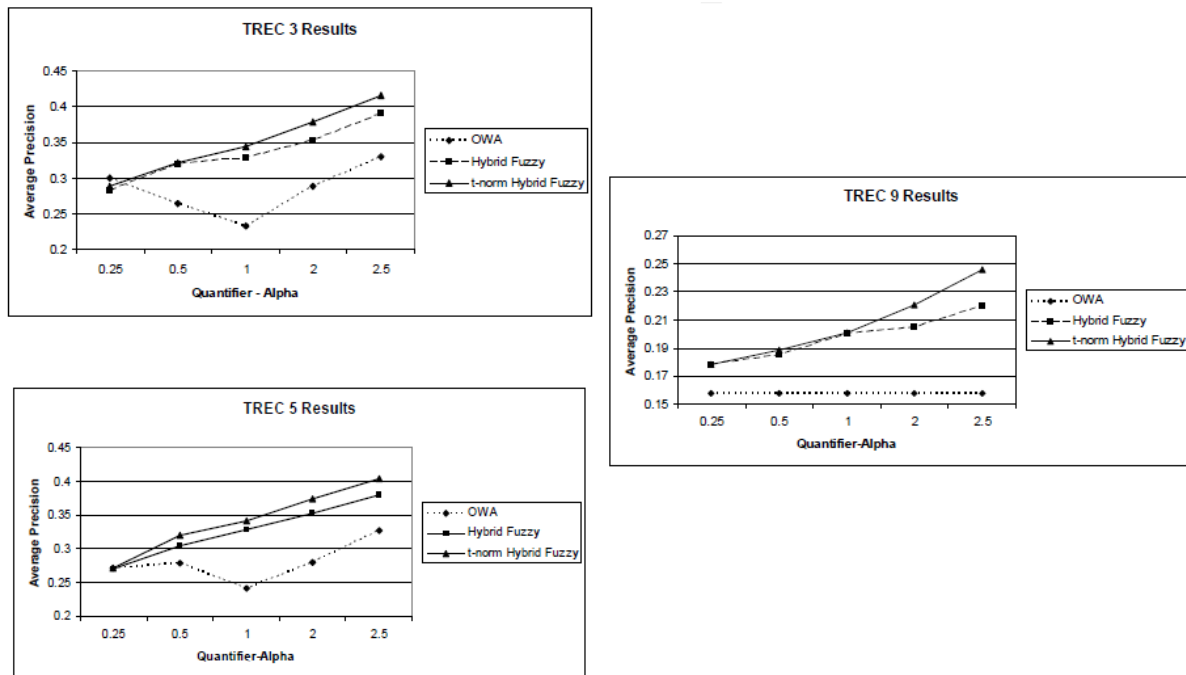 TREC 3 Results
0.45
0.4
0.35
0.3
0.25
0.2
Average Precision
0.25 0.5 1 2 2.5
Quantifier - Alpha
OWA
Hybrid Fuzzy
t-norm Hybrid Fuzzy
TREC 9 Results
0.27
0.25
0.23
0.21
0.19
0.17
0.15
Average Precision
0.25 0.5 1 2 2.5
Quantifier-Alpha
OWA
Hybrid Fuzzy
t-norm Hybrid Fuzzy
TREC 5 Results
0.45
0.4
0.35
0.3
0.25
0.2
Average Precision
0.25 0.5 1 2 2.5
Quantifier-Alpha
OWA
Hybrid Fuzzy
t-norm Hybrid Fuzzy